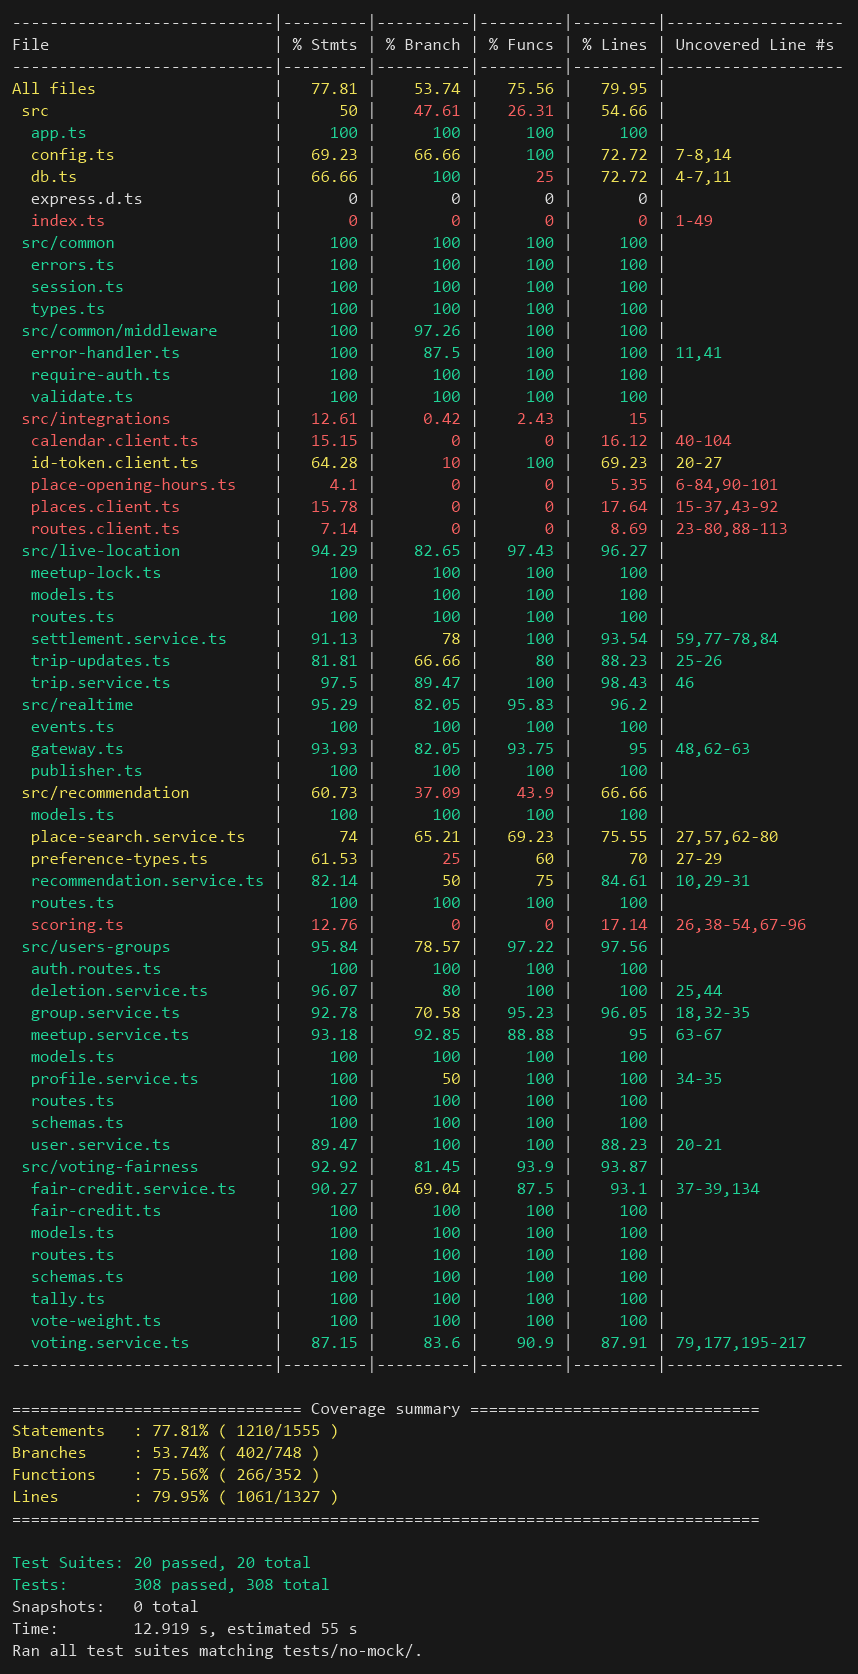 ----------------------------|---------|----------|---------|---------|-------------------
File                        | % Stmts | % Branch | % Funcs | % Lines | Uncovered Line #s
----------------------------|---------|----------|---------|---------|-------------------
All files                   |   77.81 |    53.74 |   75.56 |   79.95 |
 src                        |      50 |    47.61 |   26.31 |   54.66 |
  app.ts                    |     100 |      100 |     100 |     100 |
  config.ts                 |   69.23 |    66.66 |     100 |   72.72 | 7-8,14
  db.ts                     |   66.66 |      100 |      25 |   72.72 | 4-7,11
  express.d.ts              |       0 |        0 |       0 |       0 |
  index.ts                  |       0 |        0 |       0 |       0 | 1-49
 src/common                 |     100 |      100 |     100 |     100 |
  errors.ts                 |     100 |      100 |     100 |     100 |
  session.ts                |     100 |      100 |     100 |     100 |
  types.ts                  |     100 |      100 |     100 |     100 |
 src/common/middleware      |     100 |    97.26 |     100 |     100 |
  error-handler.ts          |     100 |     87.5 |     100 |     100 | 11,41
  require-auth.ts           |     100 |      100 |     100 |     100 |
  validate.ts               |     100 |      100 |     100 |     100 |
 src/integrations           |   12.61 |     0.42 |    2.43 |      15 |
  calendar.client.ts        |   15.15 |        0 |       0 |   16.12 | 40-104
  id-token.client.ts        |   64.28 |       10 |     100 |   69.23 | 20-27
  place-opening-hours.ts    |     4.1 |        0 |       0 |    5.35 | 6-84,90-101
  places.client.ts          |   15.78 |        0 |       0 |   17.64 | 15-37,43-92
  routes.client.ts          |    7.14 |        0 |       0 |    8.69 | 23-80,88-113
 src/live-location          |   94.29 |    82.65 |   97.43 |   96.27 |
  meetup-lock.ts            |     100 |      100 |     100 |     100 |
  models.ts                 |     100 |      100 |     100 |     100 |
  routes.ts                 |     100 |      100 |     100 |     100 |
  settlement.service.ts     |   91.13 |       78 |     100 |   93.54 | 59,77-78,84
  trip-updates.ts           |   81.81 |    66.66 |      80 |   88.23 | 25-26
  trip.service.ts           |    97.5 |    89.47 |     100 |   98.43 | 46
 src/realtime               |   95.29 |    82.05 |   95.83 |    96.2 |
  events.ts                 |     100 |      100 |     100 |     100 |
  gateway.ts                |   93.93 |    82.05 |   93.75 |      95 | 48,62-63
  publisher.ts              |     100 |      100 |     100 |     100 |
 src/recommendation         |   60.73 |    37.09 |    43.9 |   66.66 |
  models.ts                 |     100 |      100 |     100 |     100 |
  place-search.service.ts   |      74 |    65.21 |   69.23 |   75.55 | 27,57,62-80
  preference-types.ts       |   61.53 |       25 |      60 |      70 | 27-29
  recommendation.service.ts |   82.14 |       50 |      75 |   84.61 | 10,29-31
  routes.ts                 |     100 |      100 |     100 |     100 |
  scoring.ts                |   12.76 |        0 |       0 |   17.14 | 26,38-54,67-96
 src/users-groups           |   95.84 |    78.57 |   97.22 |   97.56 |
  auth.routes.ts            |     100 |      100 |     100 |     100 |
  deletion.service.ts       |   96.07 |       80 |     100 |     100 | 25,44
  group.service.ts          |   92.78 |    70.58 |   95.23 |   96.05 | 18,32-35
  meetup.service.ts         |   93.18 |    92.85 |   88.88 |      95 | 63-67
  models.ts                 |     100 |      100 |     100 |     100 |
  profile.service.ts        |     100 |       50 |     100 |     100 | 34-35
  routes.ts                 |     100 |      100 |     100 |     100 |
  schemas.ts                |     100 |      100 |     100 |     100 |
  user.service.ts           |   89.47 |      100 |     100 |   88.23 | 20-21
 src/voting-fairness        |   92.92 |    81.45 |    93.9 |   93.87 |
  fair-credit.service.ts    |   90.27 |    69.04 |    87.5 |    93.1 | 37-39,134
  fair-credit.ts            |     100 |      100 |     100 |     100 |
  models.ts                 |     100 |      100 |     100 |     100 |
  routes.ts                 |     100 |      100 |     100 |     100 |
  schemas.ts                |     100 |      100 |     100 |     100 |
  tally.ts                  |     100 |      100 |     100 |     100 |
  vote-weight.ts            |     100 |      100 |     100 |     100 |
  voting.service.ts         |   87.15 |     83.6 |    90.9 |   87.91 | 79,177,195-217
----------------------------|---------|----------|---------|---------|-------------------

=============================== Coverage summary ===============================
Statements   : 77.81% ( 1210/1555 )
Branches     : 53.74% ( 402/748 )
Functions    : 75.56% ( 266/352 )
Lines        : 79.95% ( 1061/1327 )
================================================================================

Test Suites: 20 passed, 20 total
Tests:       308 passed, 308 total
Snapshots:   0 total
Time:        12.919 s, estimated 55 s
Ran all test suites matching tests/no-mock/.